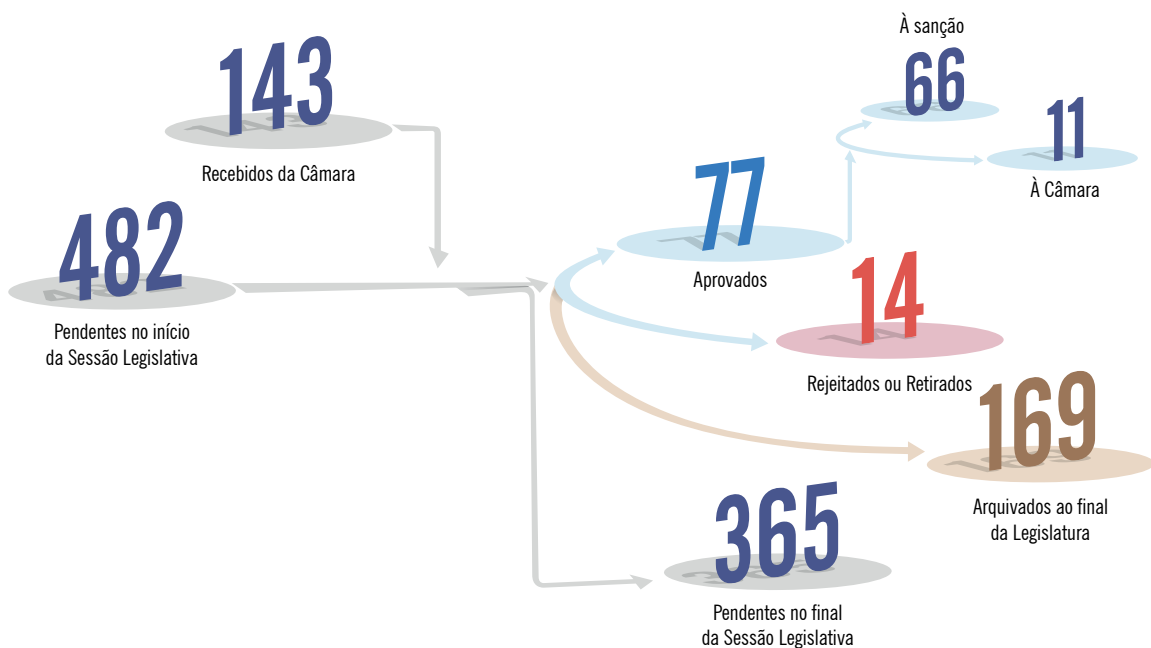 143
Recebidos da Câmara
482
Pendentes no início
da Sessão Legislativa
À sanção
66
11
À Câmara
77
Aprovados
14
Rejeitados ou Retirados
169
Arquivados ao final
da Legislatura
365
Pendentes no final
da Sessão Legislativa